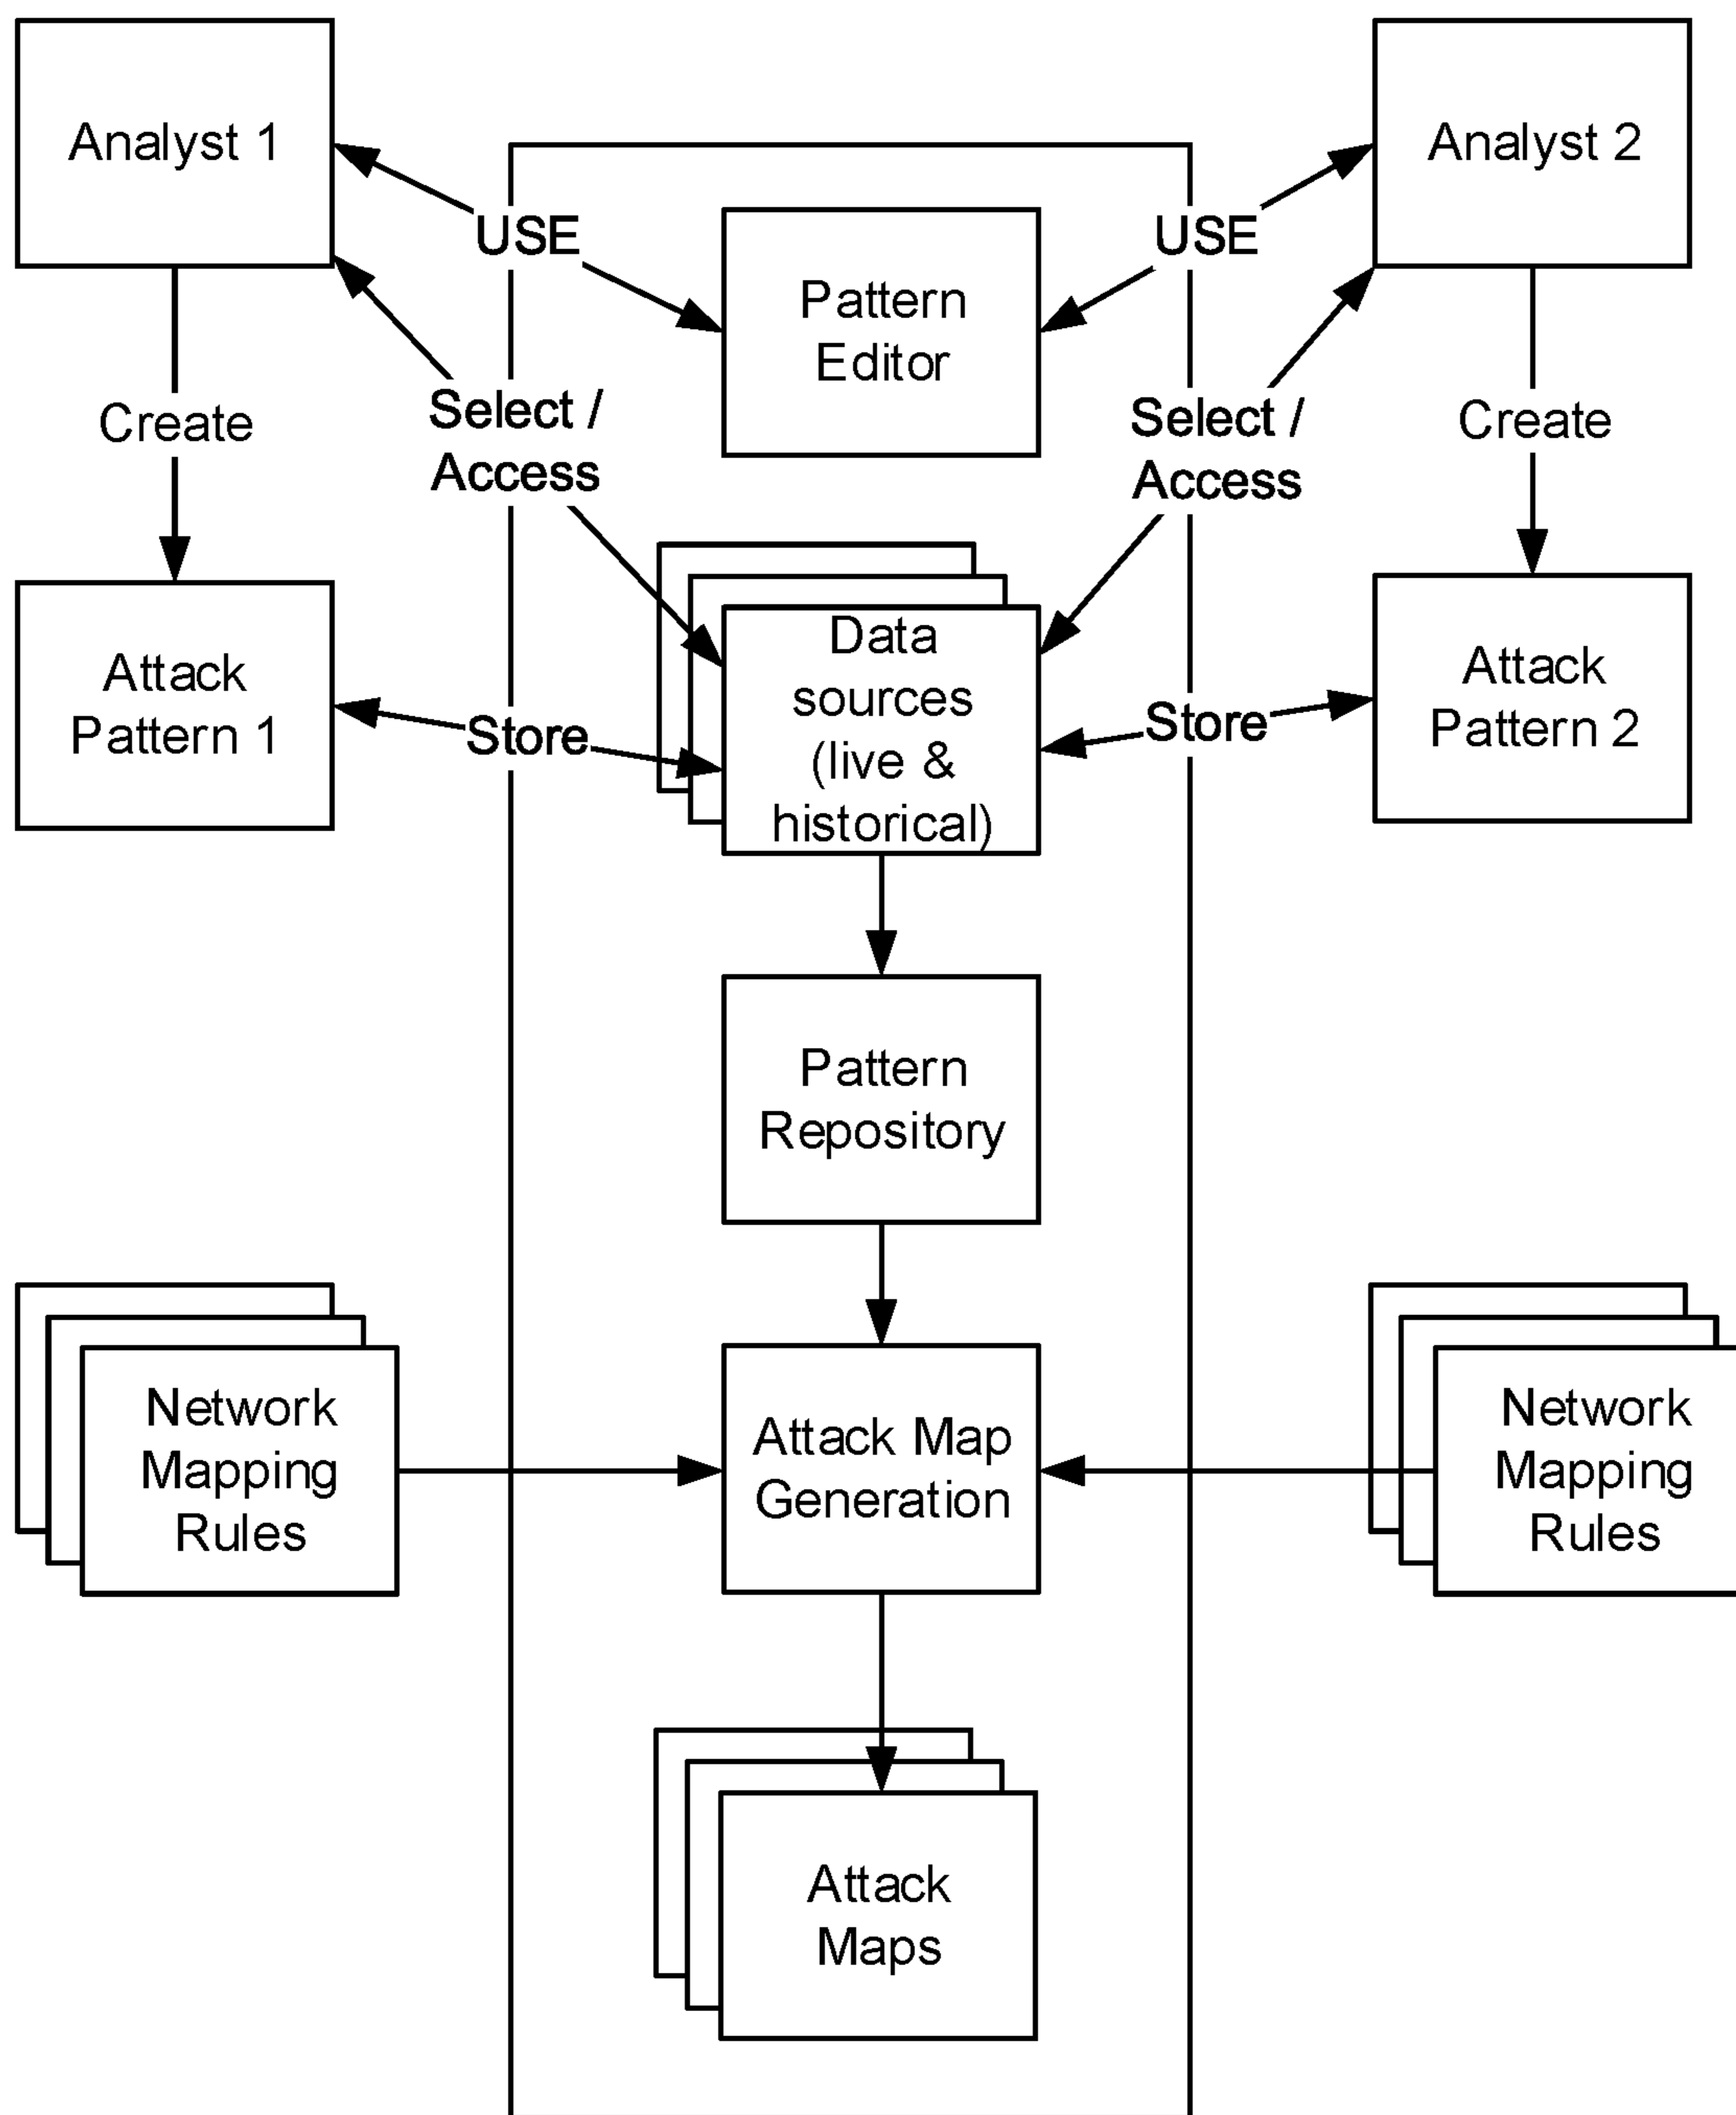 Analyst 1
Analyst 2
USE
USE
Pattern
Editor
Create
Select /
Access
Select /
Access
Create
Attack
Pattern 1
Store
Data
sources
(live &
historical)
Store
Attack
Pattern 2
Pattern
Repository
Network
Mapping
Rules
Attack Map
Generation
Network
Mapping
Rules
Attack
Maps